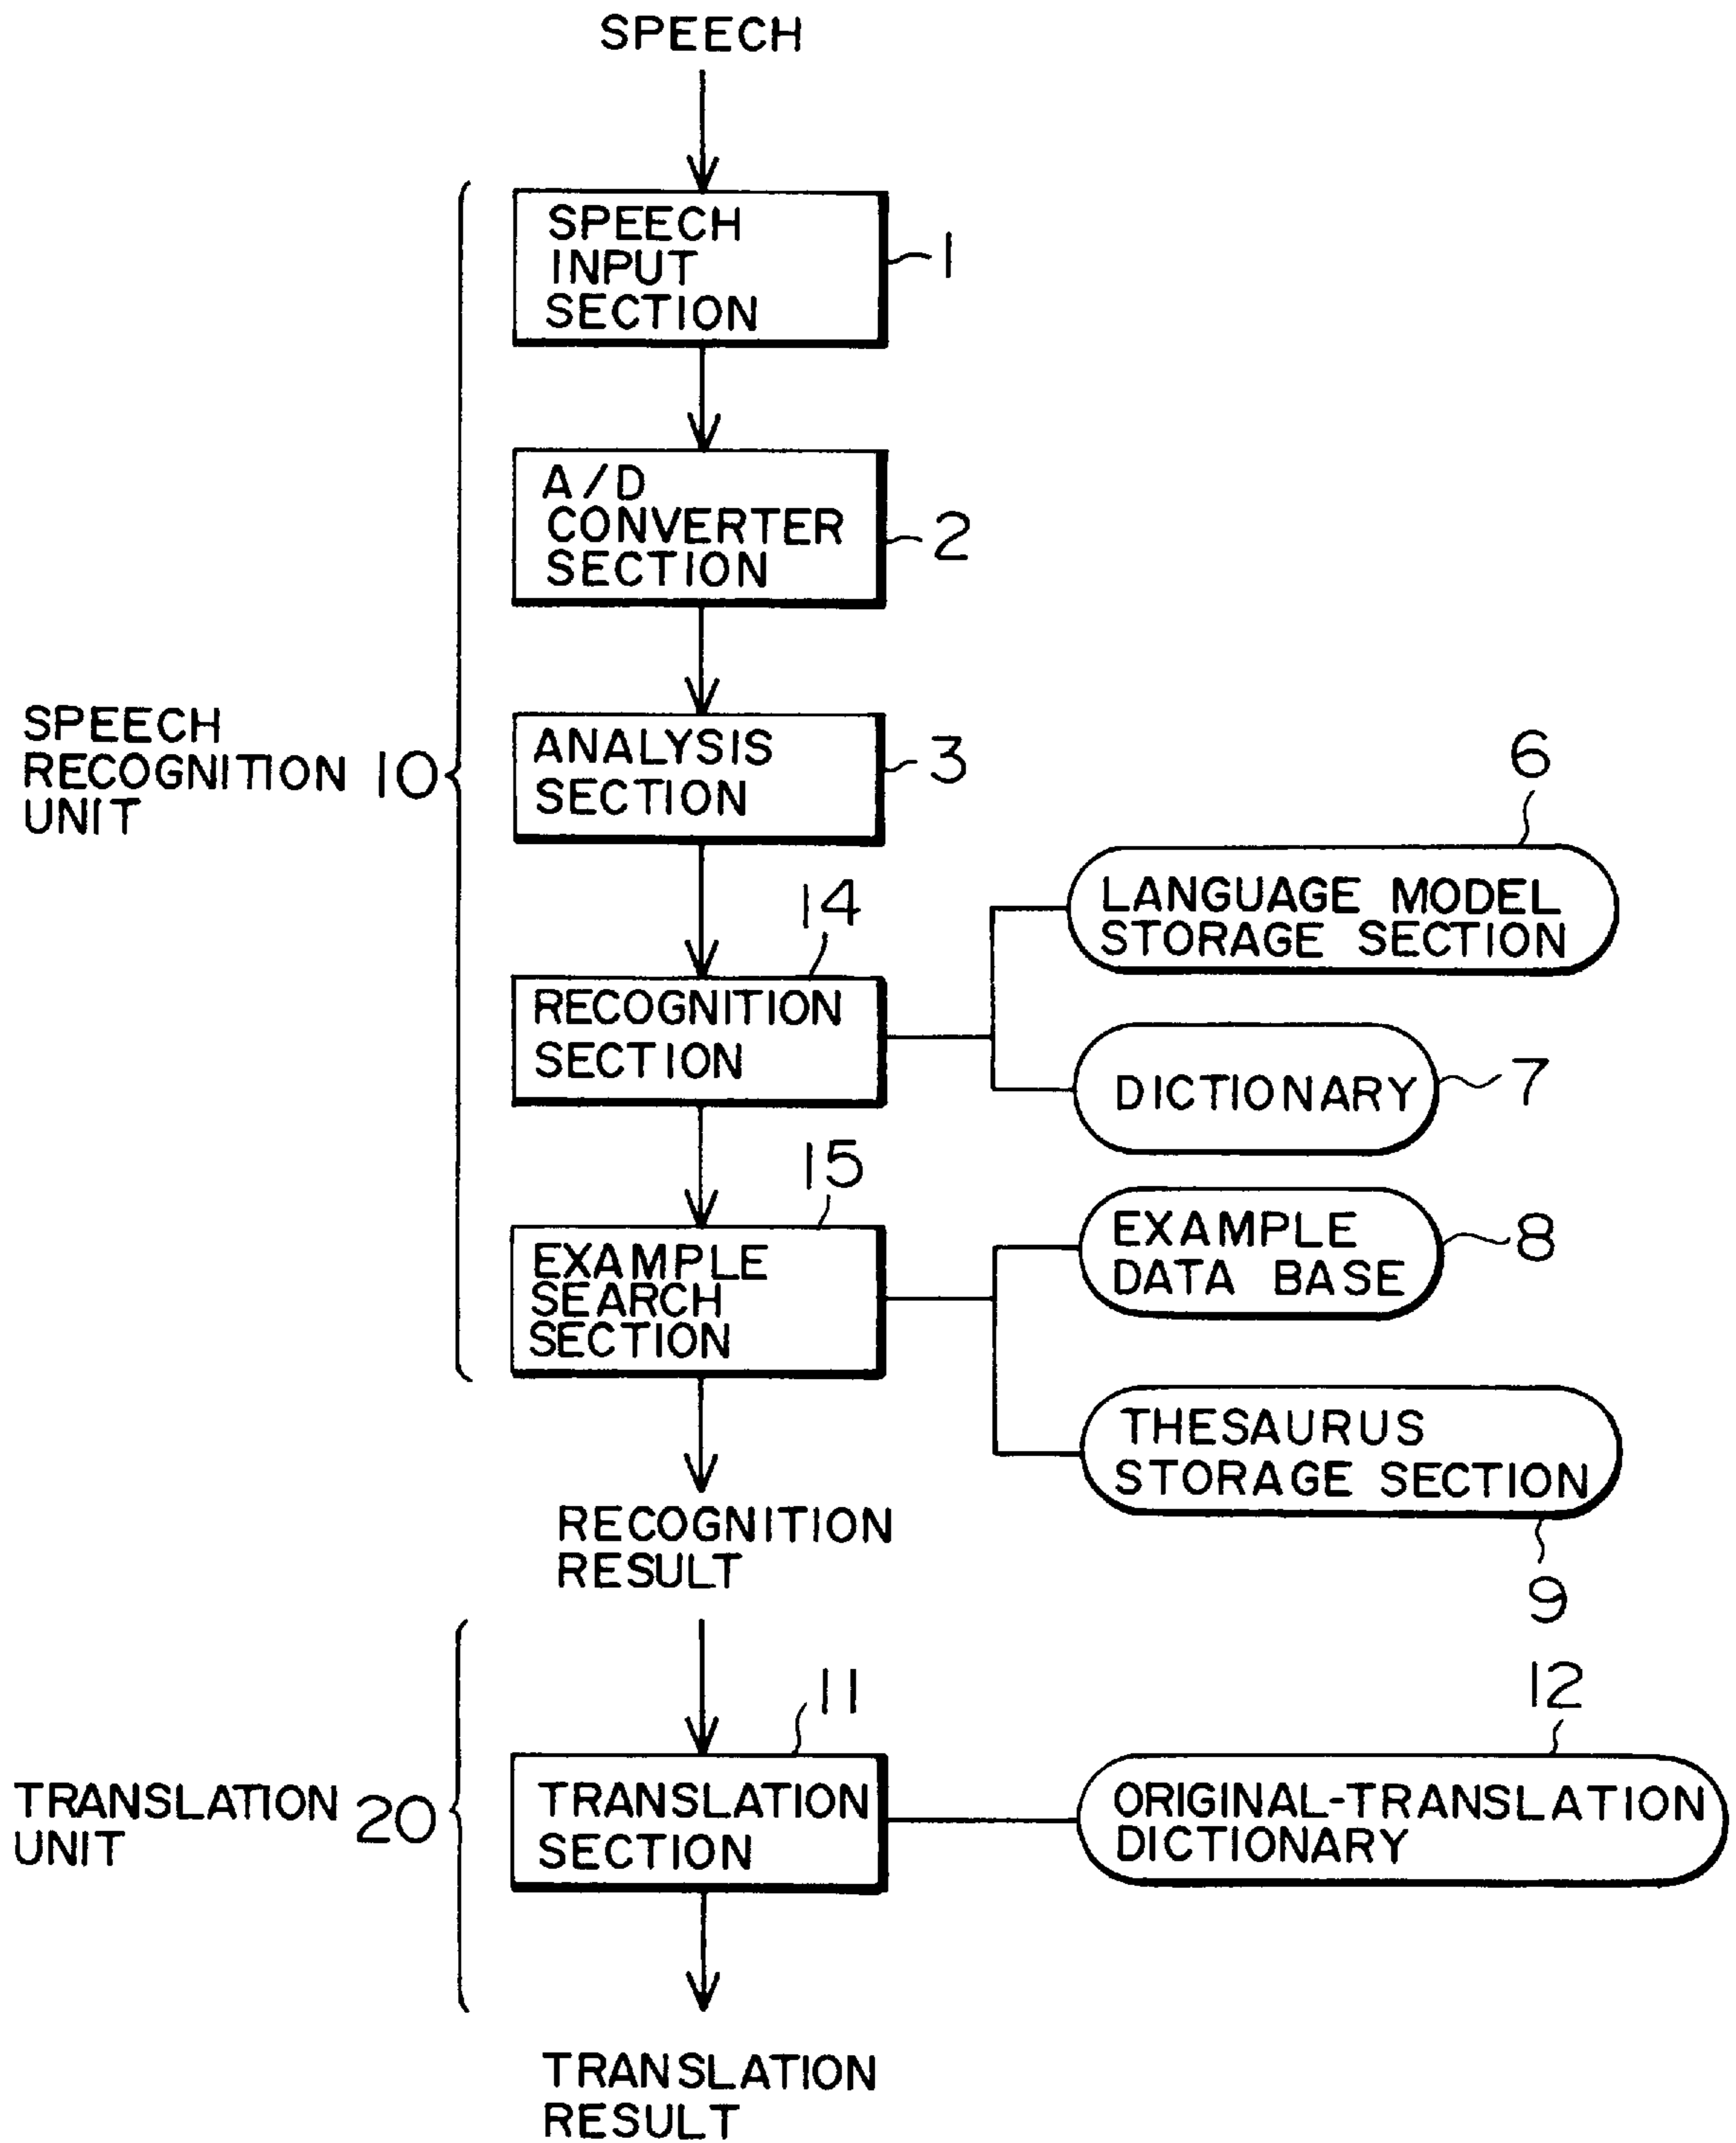 SPEECH
SPEECH
INPUT
SECTION
1
A/D
CONVERTER
SECTION
2
SPEECH
RECOGNITION
UNIT
10
ANALYSIS
SECTION
3
6
LANGUAGE MODEL
STORAGE SECTION
14
RECOGNITION
SECTION
DICTIONARY
7
15
EXAMPLE
SEARCH
SECTION
EXAMPLE
DATA BASE
8
THESAURUS
STORAGE SECTION
9
RECOGNITION
RESULT
TRANSLATION
UNIT
20
11
TRANSLATION
SECTION
12
ORIGINAL-TRANSLATION
DICTIONARY
TRANSLATION
RESULT